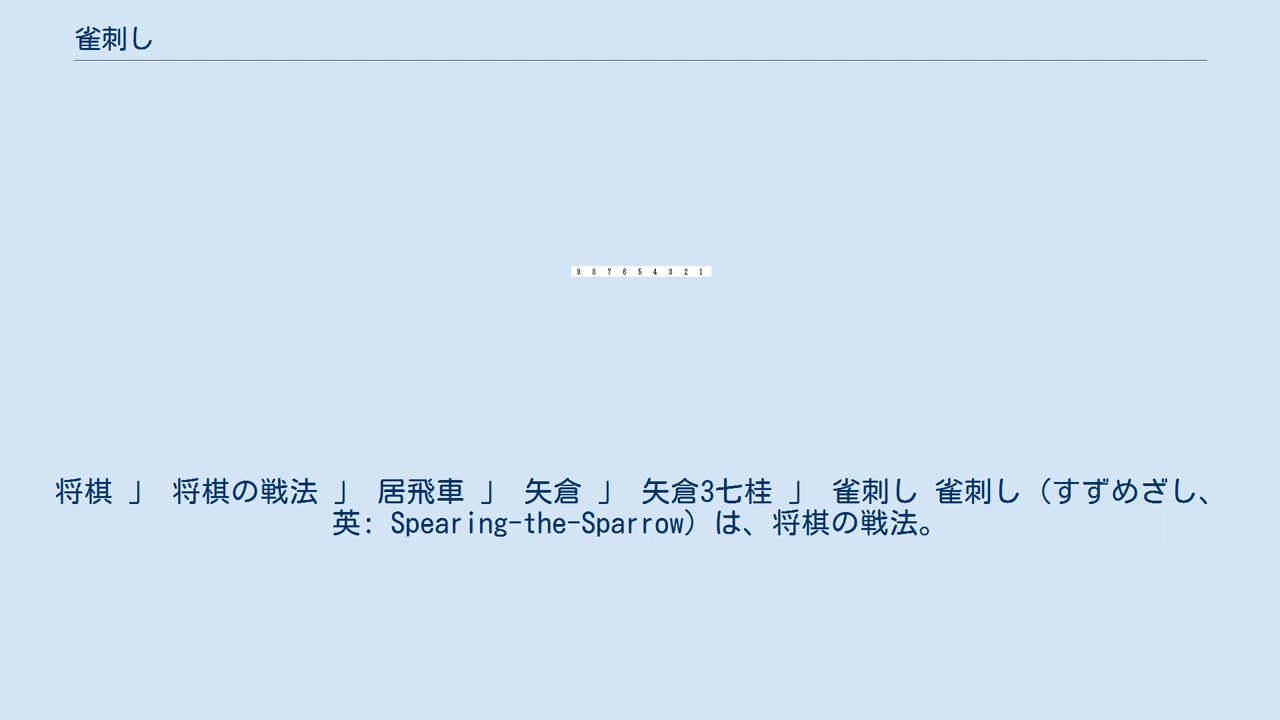 雀刺し
9 8 7 6 5 4 3 2 1
将棋 」 将棋の戦法 」 居飛車 」 矢倉 」 矢倉3七桂 」 雀刺し 雀刺し（すずめざし、
英: Spearing-the-Sparrow）は、将棋の戦法。